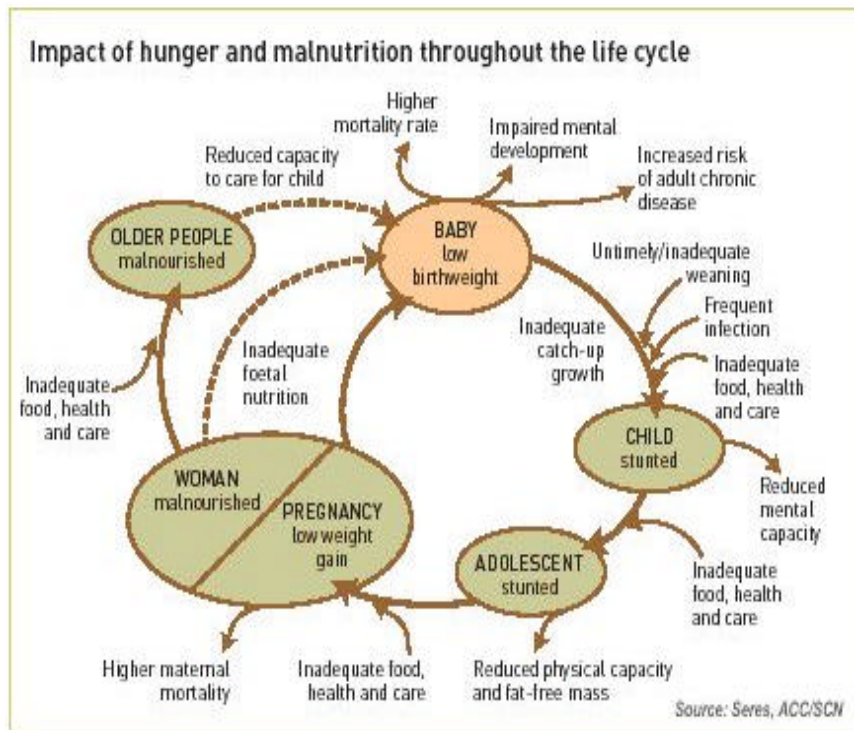 Impact of hunger and malnutrition throughout the life cycle
Higher
mortality rate
Impaired mental
development
Increased risk
of adult chronic
disease
Reduced capacity
to care for child
OLDER PEOPLE
malnourished
BABY
low
birthweight
Untimely/inadequate
weaning
Frequent
infection
Inadequate
food, health
and care
Inadequate
catch-up
growth
Inadequate
foetal
nutrition
Inadequate
food, health
and care
CHILD
stunted
Reduced
mental
capacity
WOMAN
malnourished
PREGNANCY
low weight
gain
ADOLESCENT
stunted
Inadequate
food, health
and care
Higher maternal
mortality
Inadequate food,
health and care
Reduced physical capacity
and fat-free mass
Source: Seres, ACC/SCN